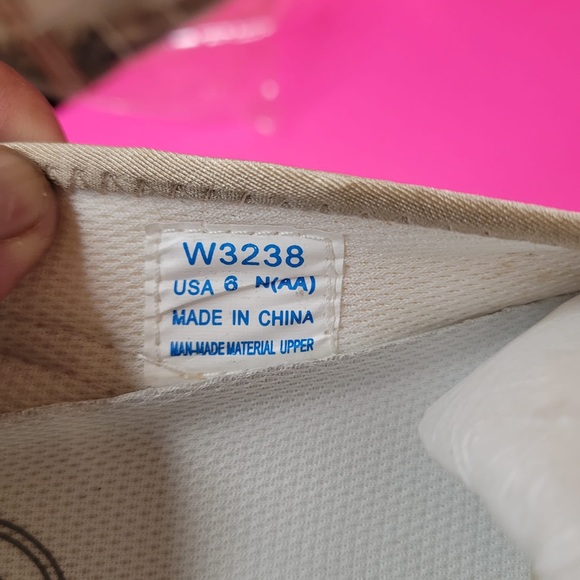 W3238
USA 6 N(AA)
MADE IN CHINA
MAN-MADE MATERIAL UPPER